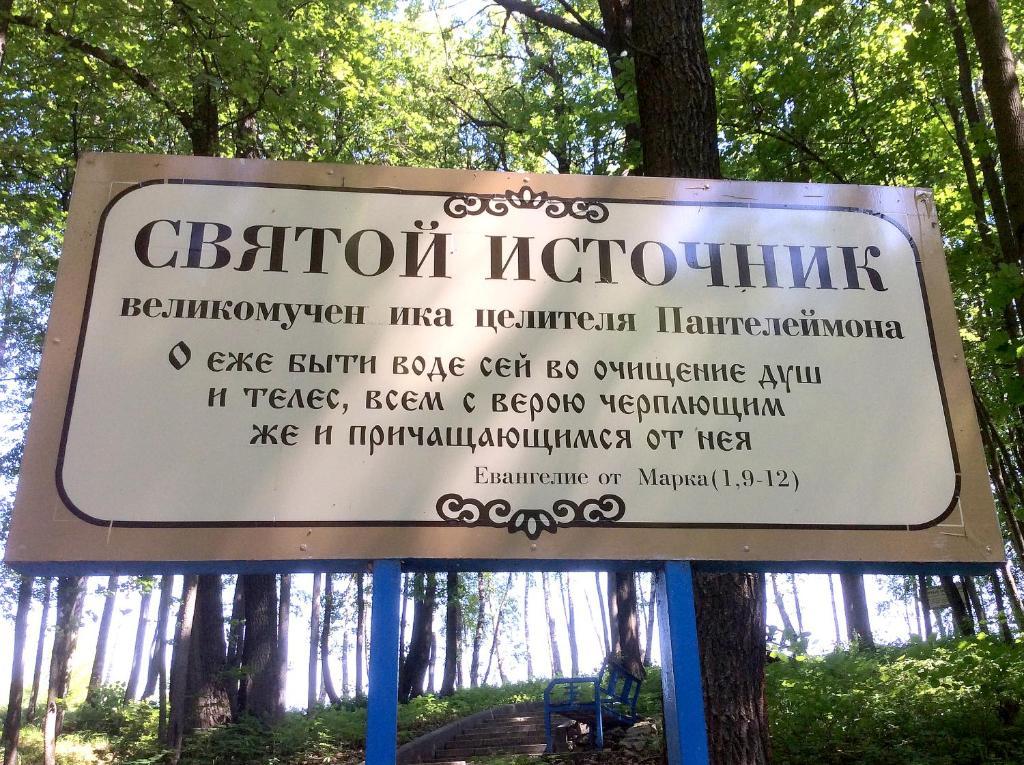 СВЯТОЙ ИСТОЧНИК
великомучен ика целителя Пантелеймона
О еже быти воде сей во очищение душ
и телес, всем с верою черплющим
же и причащающимся от нея
Евангелие от Марка(1,9-12)